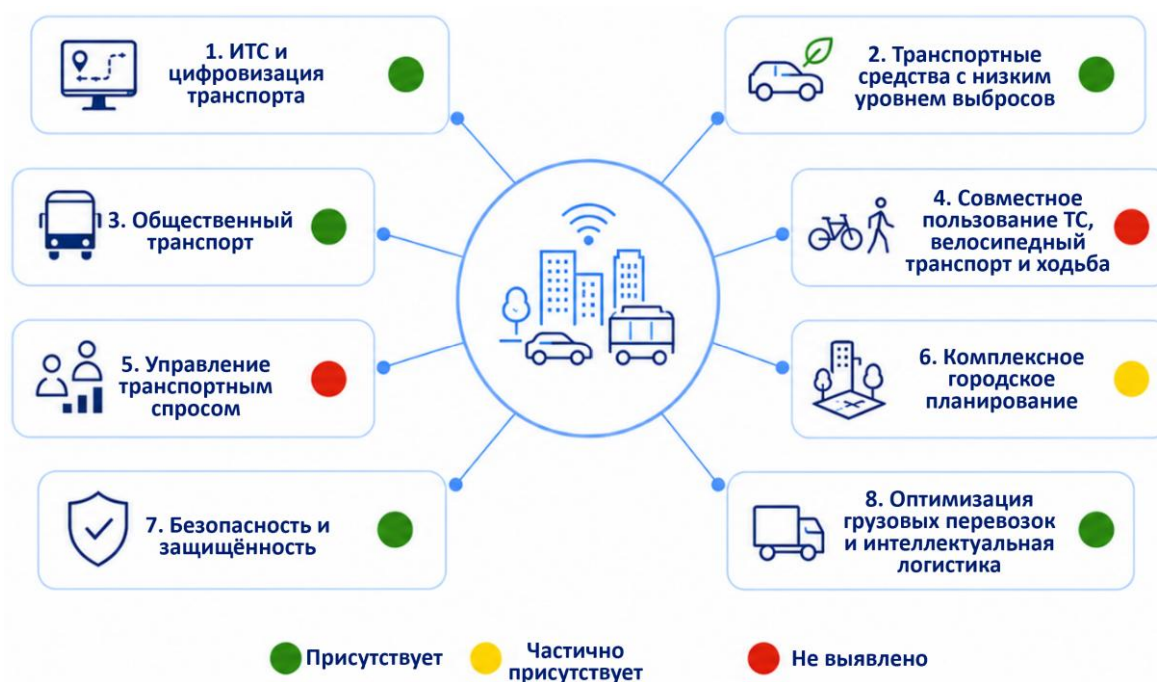 1. ИТС и
цифровизация
транспорта
2. Транспортные
средства с низким
уровнем выбросов
3. Общественный
транспорт
4. Совместное
пользование ТС,
велосипедный
транспорт и ходьба
5. Управление
транспортным
спросом
6. Комплексное
городское
планирование
7. Безопасность и
защищённость
8. Оптимизация
грузовых перевозок
и интеллектуальная
логистика
Присутствует
Частично
присутствует
Не выявлено